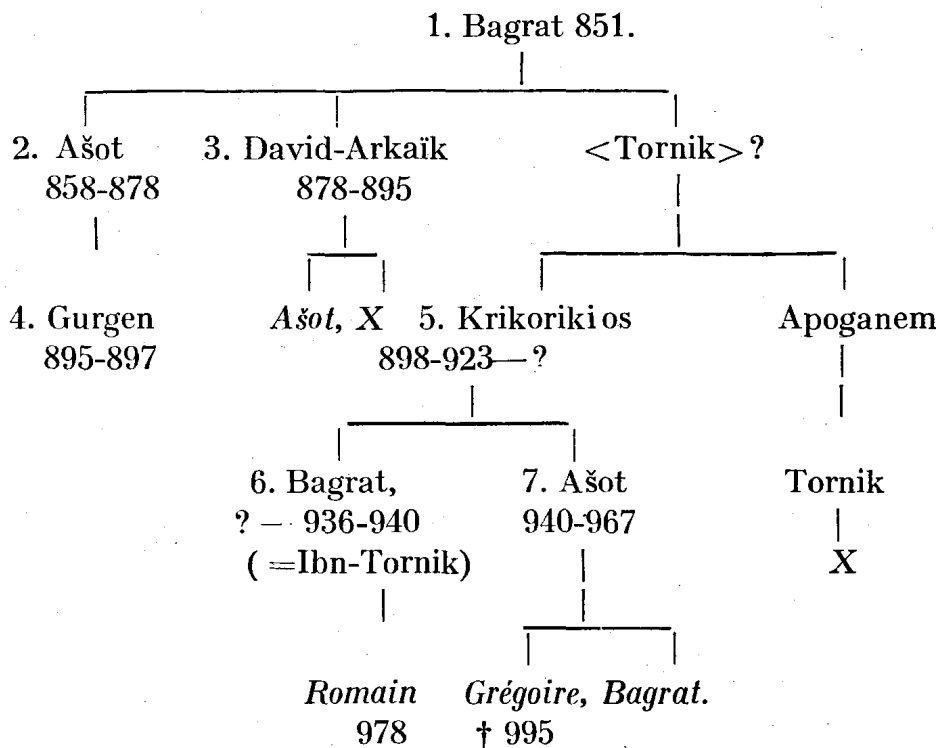 1. Bagrat 851.
2. Ašot 3. David-Arkaïk <Tornik>?
858-878 878-895
4. Gurgen Ašot, X 5. Krikorikios Apoganem
895-897 898-923—?
6. Bagrat, 7. Ašot Tornik
? – 936-940 940-967
(=Ibn-Tornik) X
Romain Grégoire, Bagrat.
978 † 995